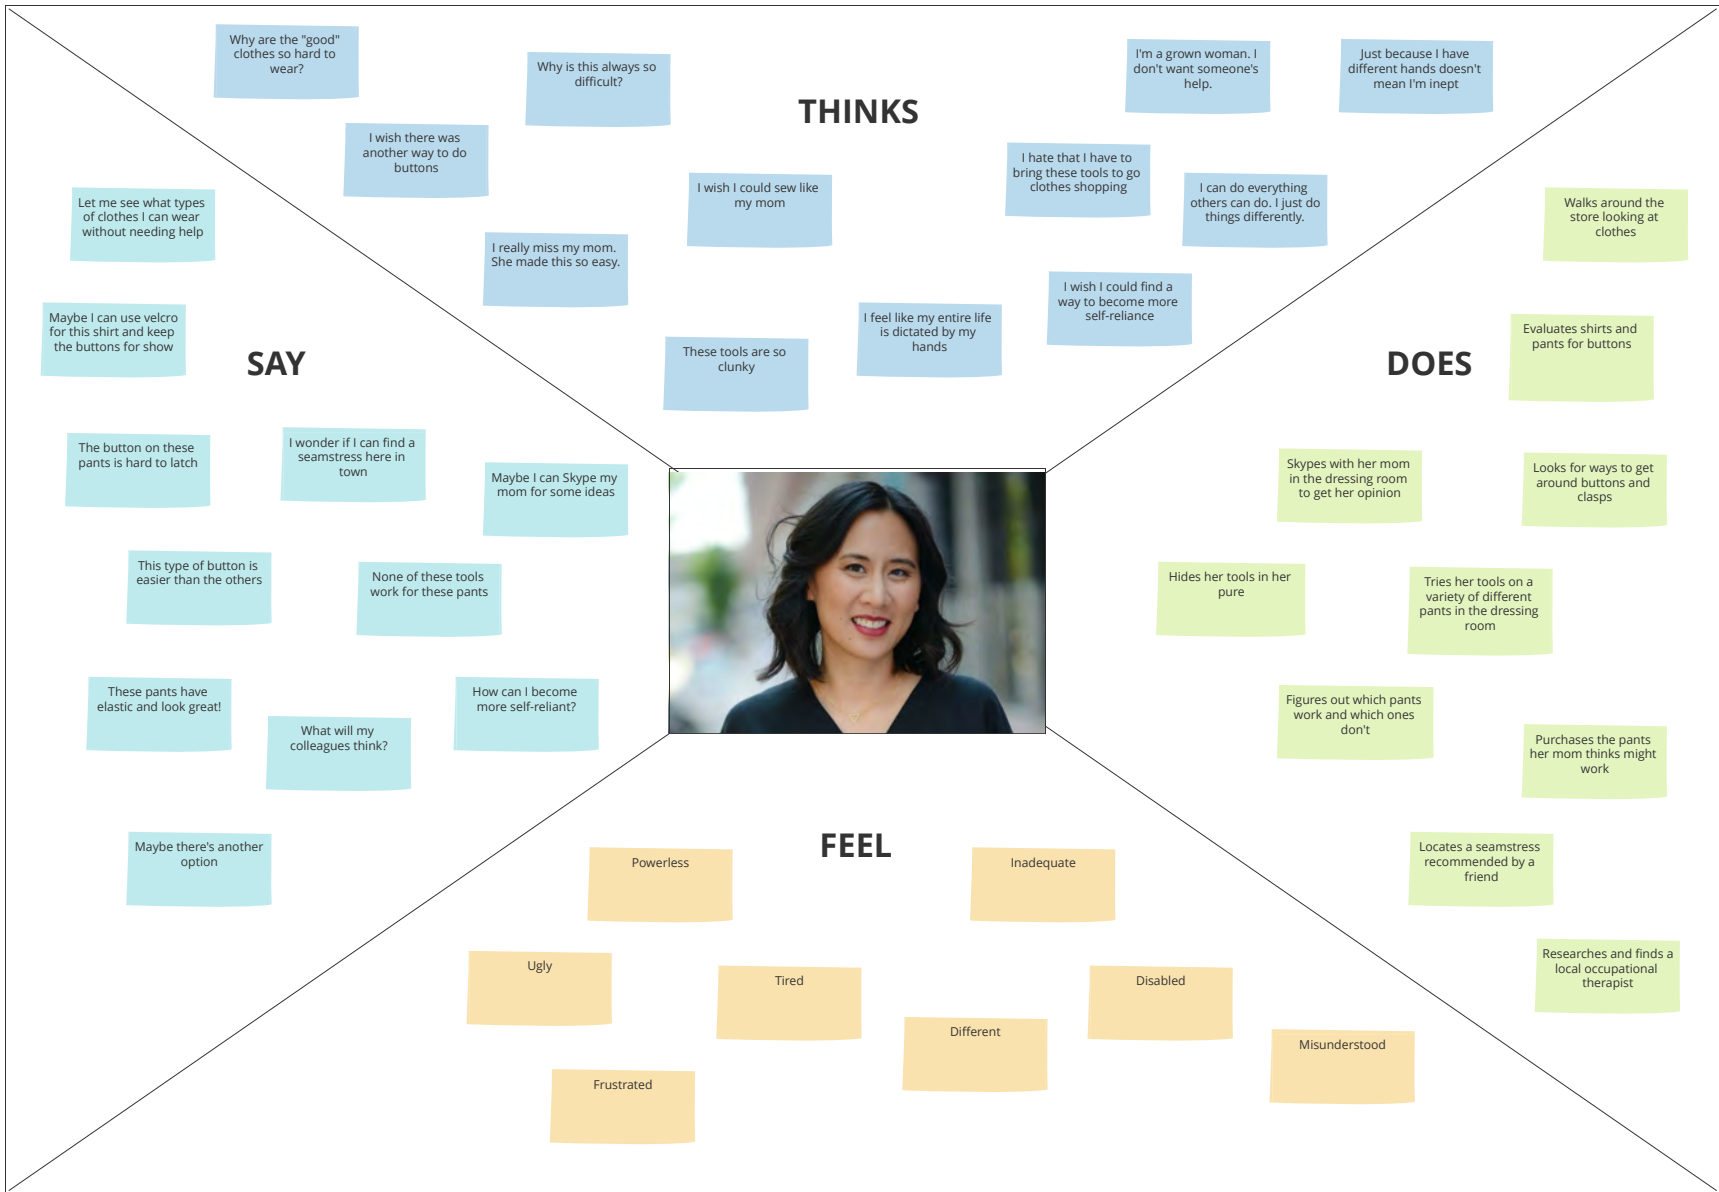 Why are the "good"
clothes so hard to
wear?
Why is this always so
difficult?
I'm a grown woman. I
don't want someone's
help.
Just because I have
different hands doesn't
mean I'm inept
THINKS
I wish there was
another way to do
buttons
I hate that I have to
bring these tools to go
clothes shopping
I wish I could sew like
my mom
I can do everything
others can do. I just do
things differently.
I really miss my mom.
She made this so easy.
I wish I could find a
way to become more
self-reliance
I feel like my entire life
is dictated by my
hands
These tools are so
clunky
Let me see what types
of clothes I can wear
without needing help
Maybe I can use velcro
for this shirt and keep
the buttons for show
SAY
The button on these
pants is hard to latch
I wonder if I can find a
seamstress here in
town
Maybe I can Skype my
mom for some ideas
This type of button is
easier than the others
None of these tools
work for these pants
These pants have
elastic and look great!
What will my
colleagues think?
How can I become
more self-reliant?
Maybe there's another
option
Walks around the
store looking at
clothes
Evaluates shirts and
pants for buttons
DOES
Skypes with her mom
in the dressing room
to get her opinion
Looks for ways to get
around buttons and
clasps
Hides her tools in her
pure
Tries her tools on a
variety of different
pants in the dressing
room
Figures out which pants
work and which ones
don't
Purchases the pants
her mom thinks might
work
Locates a seamstress
recommended by a
friend
Researches and finds a
local occupational
therapist
FEEL
Powerless
Inadequate
Ugly
Tired
Disabled
Different
Misunderstood
Frustrated